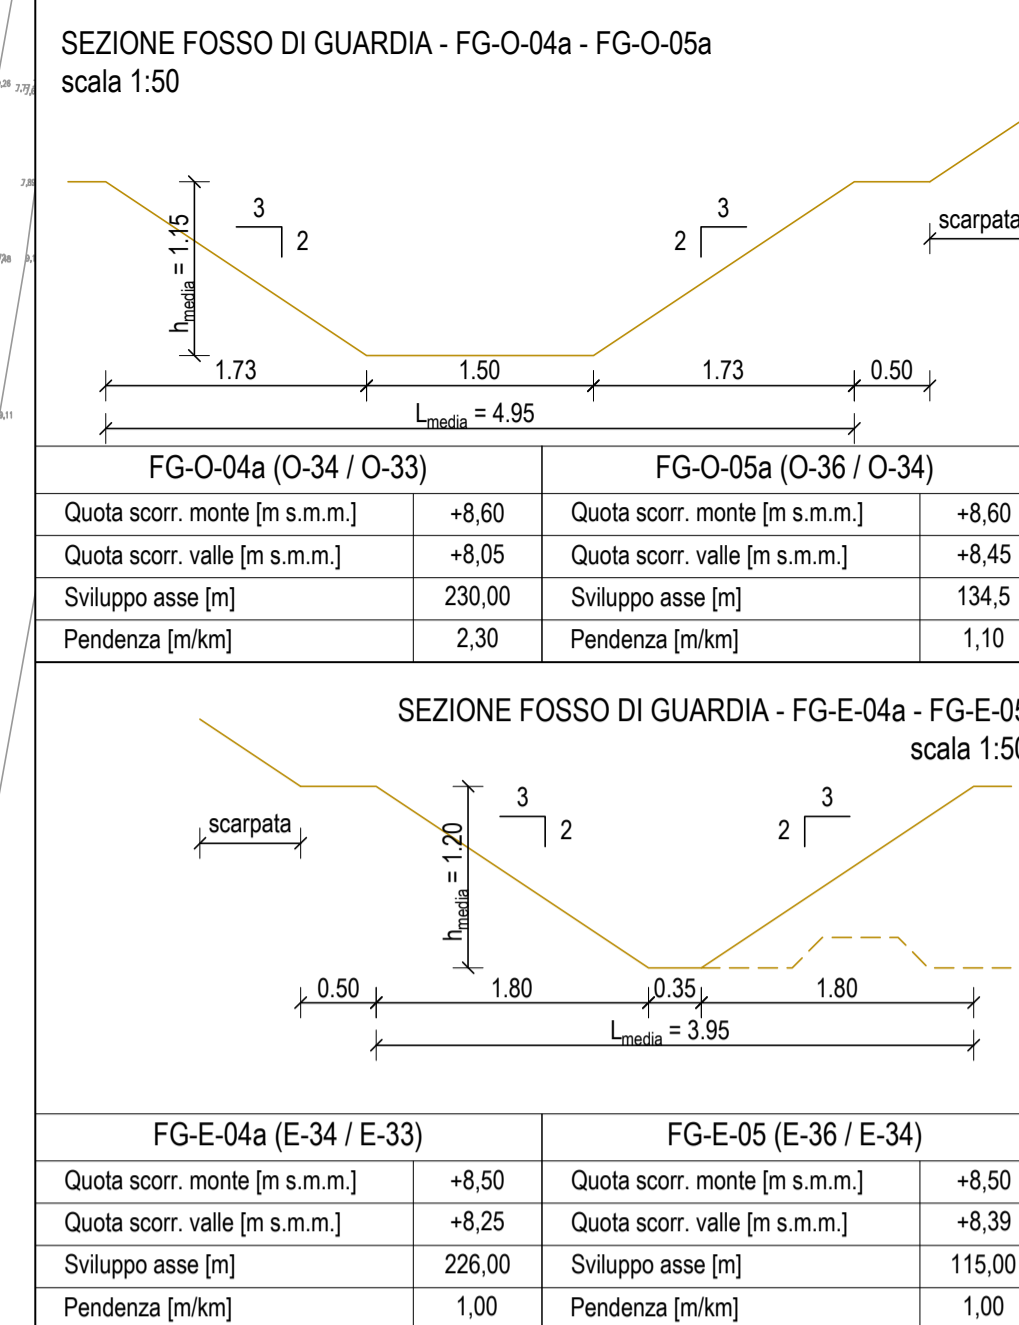 SEZIONE FOSSO DI GUARDIA - FG-O-04a - FG-O-05a
scala 1:50
3
2
3
2
scarpata
hmedia = 1.15
1.73
1.50
1.73
0.50
Lmedia = 4.95
FG-O-04a (O-34 / O-33)
FG-O-05a (O-36 / O-34)
Quota scorr. monte [m s.m.m.] +8,60 Quota scorr. monte [m s.m.m.] +8,60
Quota scorr. valle [m s.m.m.] +8,05 Quota scorr. valle [m s.m.m.] +8,45
Sviluppo asse [m] 230,00 Sviluppo asse [m] 134,5
Pendenza [m/km] 2,30 Pendenza [m/km] 1,10
SEZIONE FOSSO DI GUARDIA - FG-E-04a - FG-E-05
scala 1:50
scarpata
3
2
3
2
hmedia = 1.20
0.50
1.80
0.35
1.80
Lmedia = 3.95
FG-E-04a (E-34 / E-33)
FG-E-05 (E-36 / E-34)
Quota scorr. monte [m s.m.m.] +8,50 Quota scorr. monte [m s.m.m.] +8,50
Quota scorr. valle [m s.m.m.] +8,25 Quota scorr. valle [m s.m.m.] +8,39
Sviluppo asse [m] 226,00 Sviluppo asse [m] 115,00
Pendenza [m/km] 1,00 Pendenza [m/km] 1,00